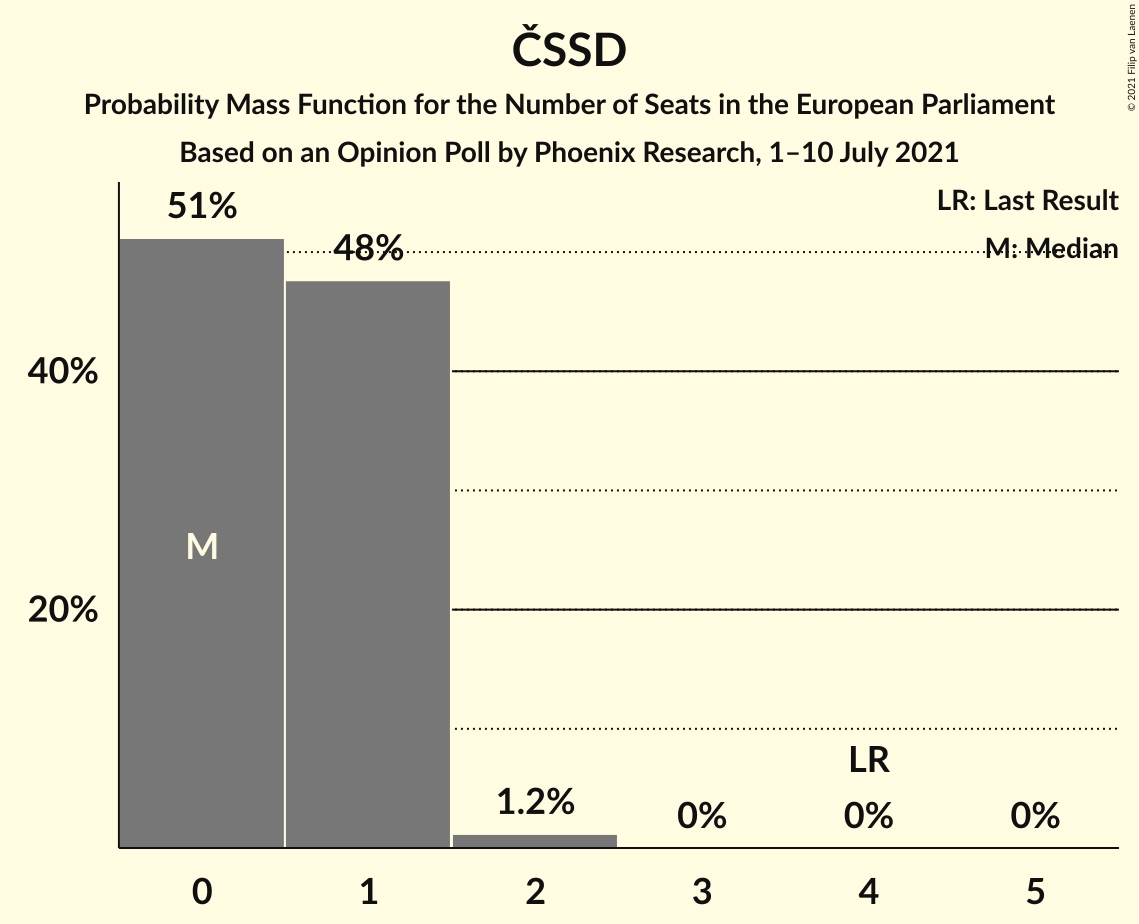 © 2021 Filip van Laenen
ČSSD
Probability Mass Function for the Number of Seats in the European Parliament
Based on an Opinion Poll by Phoenix Research, 1–10 July 2021
LR: Last Result
M: Median
51%
48%
40%
20%
M
LR
1.2%
0%
0%
0%
0
1
2
3
4
5